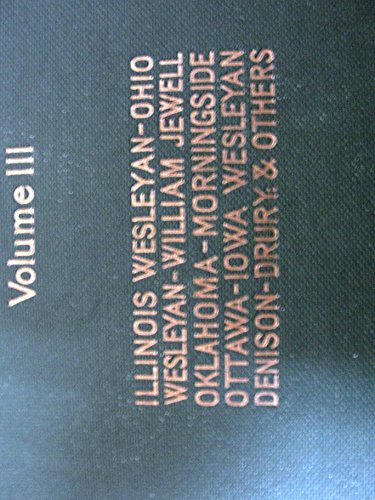 Volume III
ILLINOIS WESLEYAN-OHIO
WESLEYAN-WILLIAM JEWELL
OKLAHOMA-MORNINGSIDE
OTTAWA-IOWA WESLEYAN
DENISON-DRURY: & OTHERS